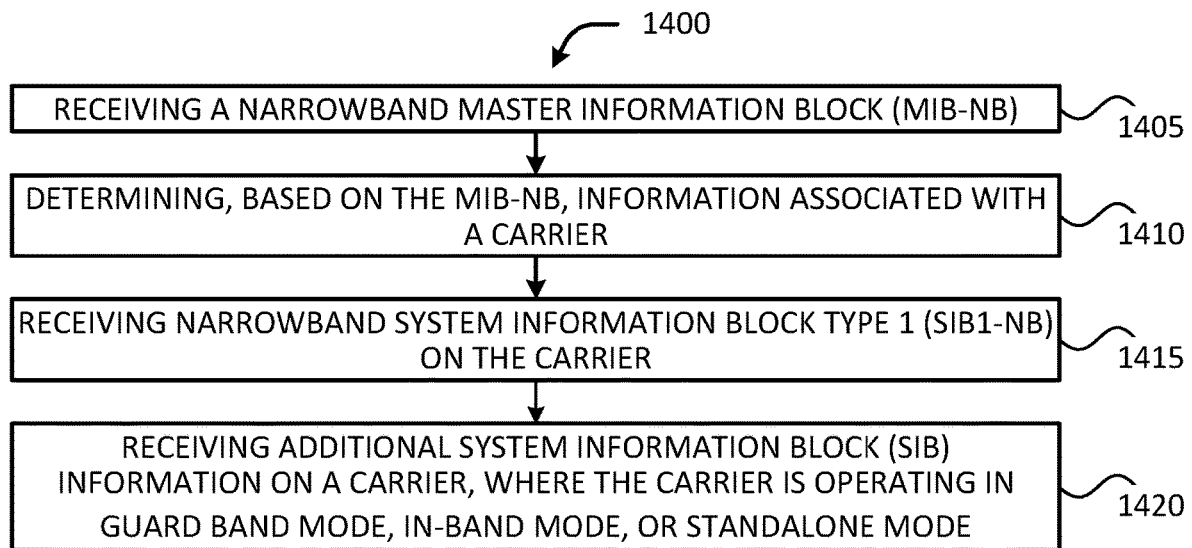 1400
RECEIVING A NARROWBAND MASTER INFORMATION BLOCK (MIB-NB)
1405
DETERMINING, BASED ON THE MIB-NB, INFORMATION ASSOCIATED WITH
A CARRIER
1410
RECEIVING NARROWBAND SYSTEM INFORMATION BLOCK TYPE 1 (SIB1-NB)
ON THE CARRIER
1415
RECEIVING ADDITIONAL SYSTEM INFORMATION BLOCK (SIB)
INFORMATION ON A CARRIER, WHERE THE CARRIER IS OPERATING IN
GUARD BAND MODE, IN-BAND MODE, OR STANDALONE MODE
1420